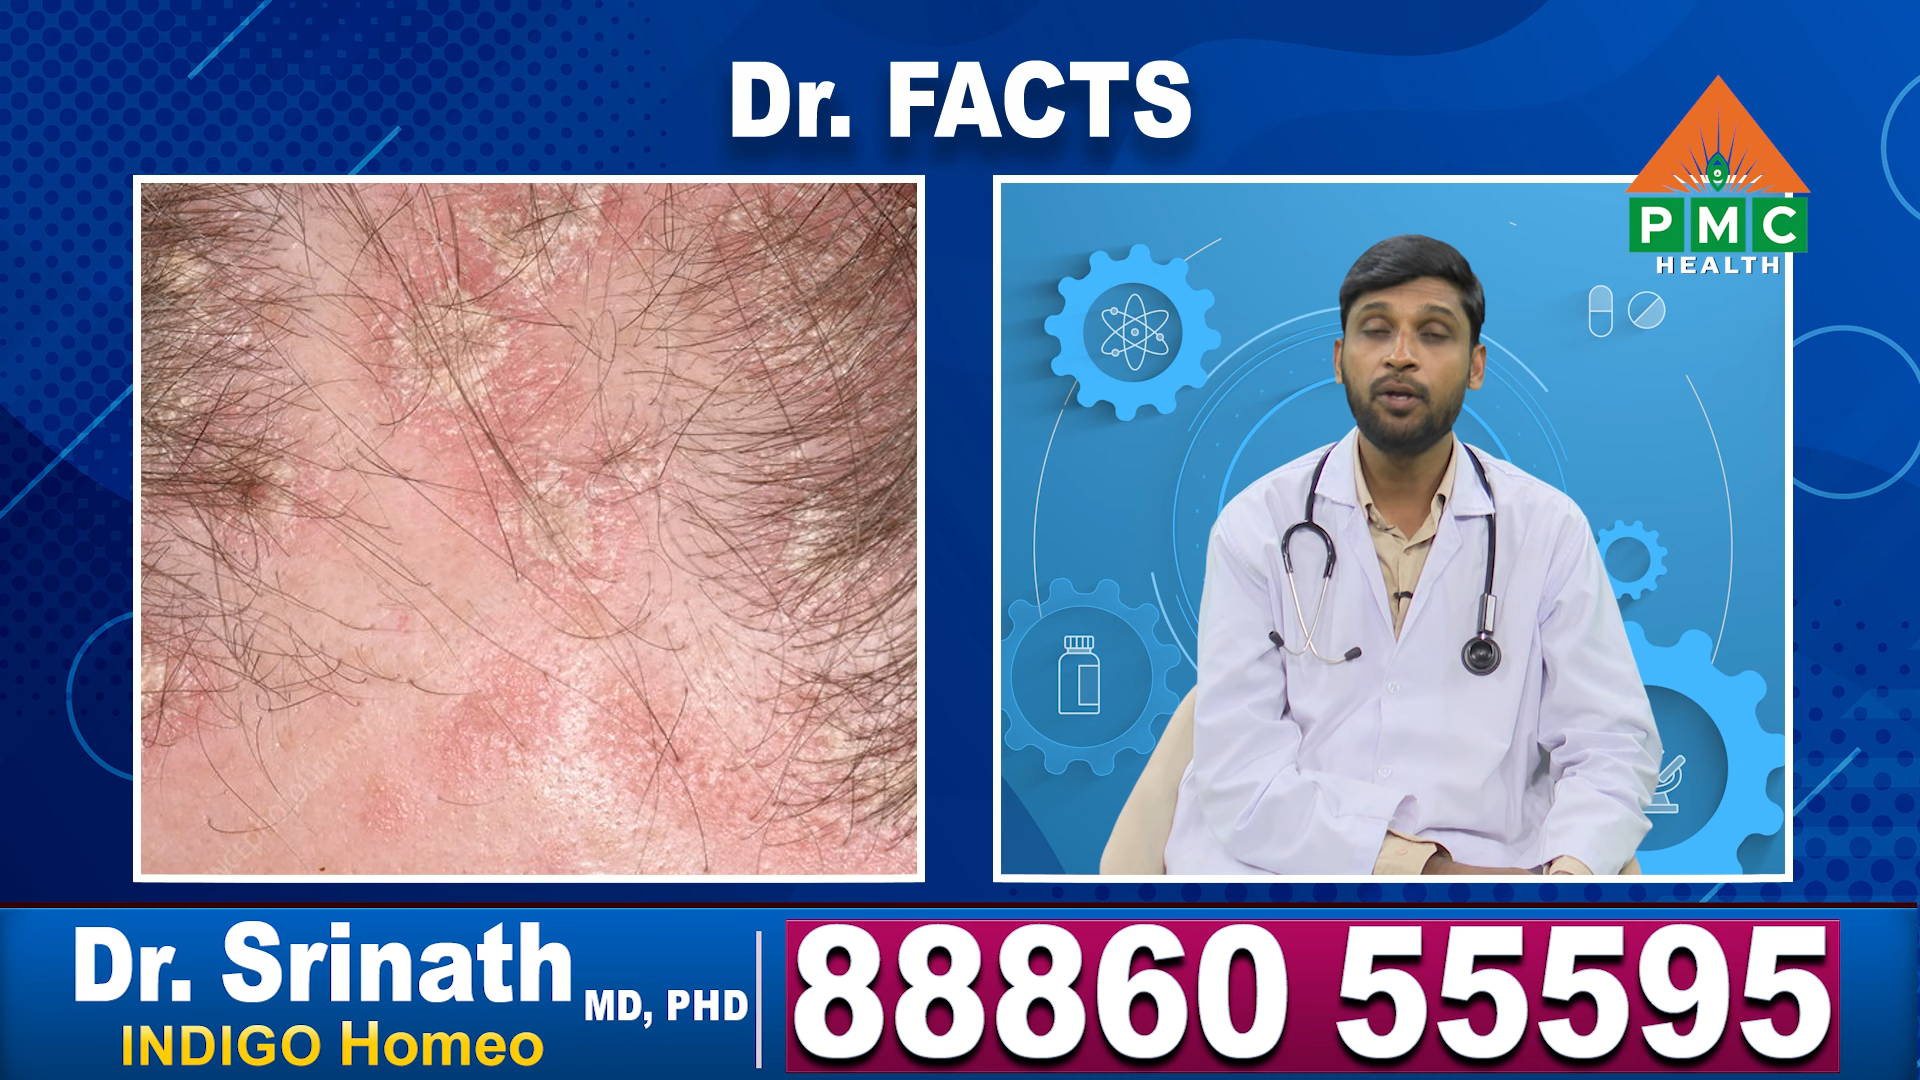 Dr. FACTS
PMC
HEALTH
Dr. Srinath MD, PHD
INDIGO Homeo
88860 55595